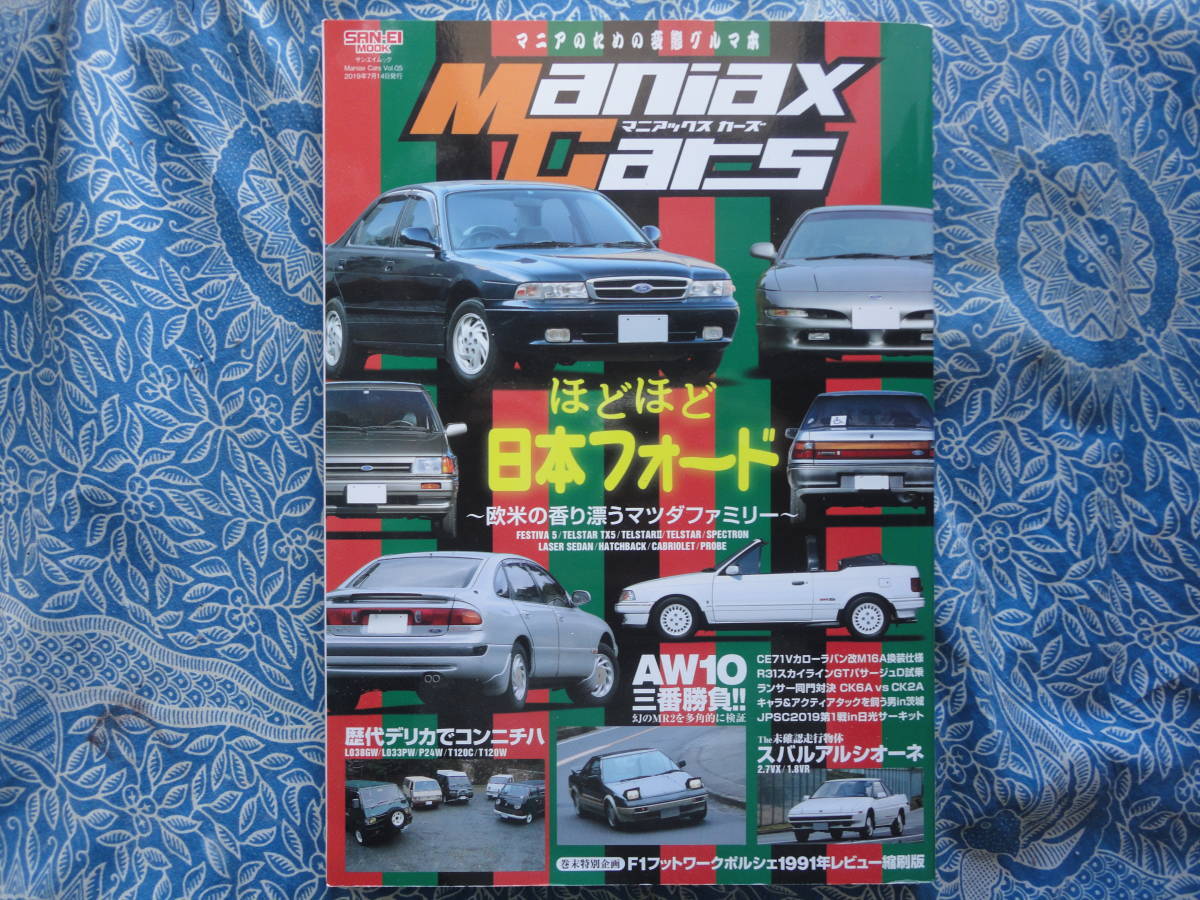 SAN-EI
MOOK
サンエイムック
Maniax Cars Vol.05
2019年7月14日発行
マニアのための変態グルマ本
Maniax
マニアックス カーズ
Cars
ほどほど
日本フォード
～欧米の香り漂うマツダファミリー～
FESTIVA 5/TELSTAR TX5/TELSTARⅡ/TELSTAR/SPECTRON
LASER SEDAN/HATCHBACK/CABRIOLET/PROBE
AW10
三番勝負!!
幻のMR2を多角的に検証
CE71Vカローラバン改M16A換装仕様
R31スカイラインGTパサージュD試乗
ランサー同門対決 CK6A vs CK2A
キャラ&アクティアタックを飼う男in茨城
JPSC2019第1戦in日光サーキット
歴代デリカでコンニチハ
L038GW/L033PW/P24W/T120C/T120W
The未確認走行物体
スバルアルシオーネ
2.7VX/1.8VR
巻末特別企画 F1フットワークポルシェ1991年レビュー縮刷版